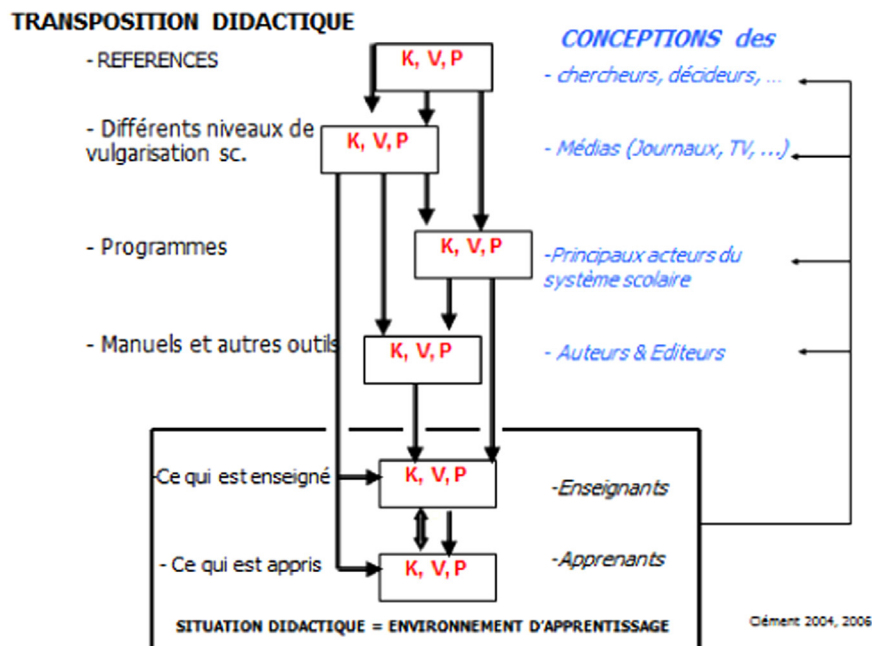 TRANSPOSITION DIDACTIQUE
CONCEPTIONS des
- REFERENCES
K, V, P
- chercheurs, décideurs, ...
- Différents niveaux de
vulgarisation sc.
K, V, P
- Médias (Journaux, TV, ...)
- Programmes
K, V, P
-Principaux acteurs du
système scolaire
- Manuels et autres outils
K, V, P
- Auteurs & Editeurs
-Ce qui est enseigné
K, V, P
-Enseignants
- Ce qui est appris
K, V, P
-Apprenants
SITUATION DIDACTIQUE = ENVIRONNEMENT D'APPRENTISSAGE
Clément 2004, 2006